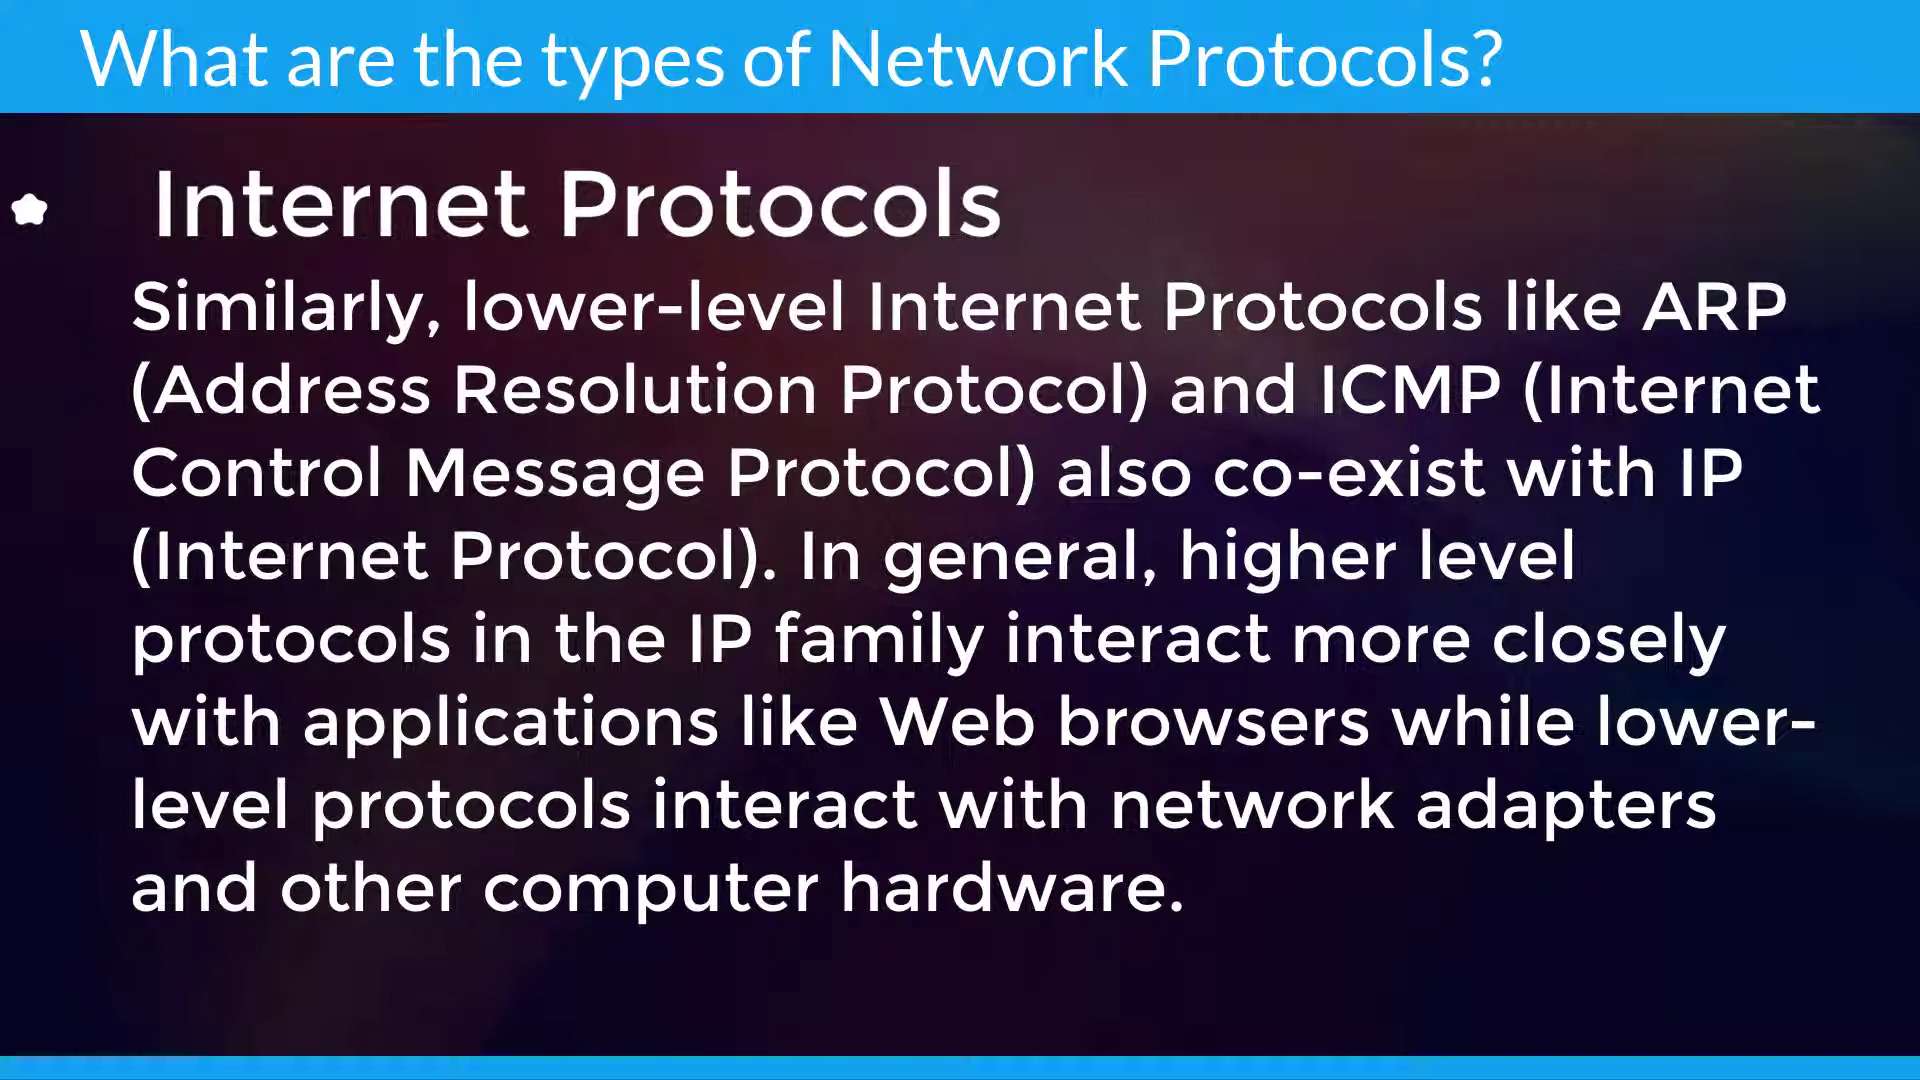 What are the types of Network Protocols?
Internet Protocols
Similarly, lower-level Internet Protocols like ARP
(Address Resolution Protocol) and ICMP (Internet
Control Message Protocol) also co-exist with IP
(Internet Protocol). In general, higher level
protocols in the IP family interact more closely
with applications like Web browsers while lower-
level protocols interact with network adapters
and other computer hardware.